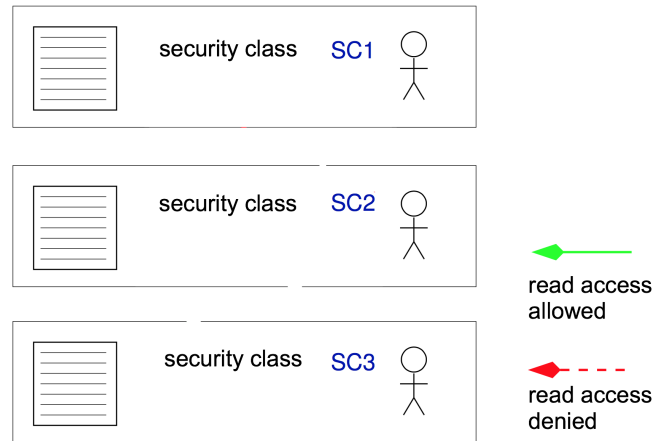 security class SC1
security class SC2
security class SC3
read access
allowed
read access
denied